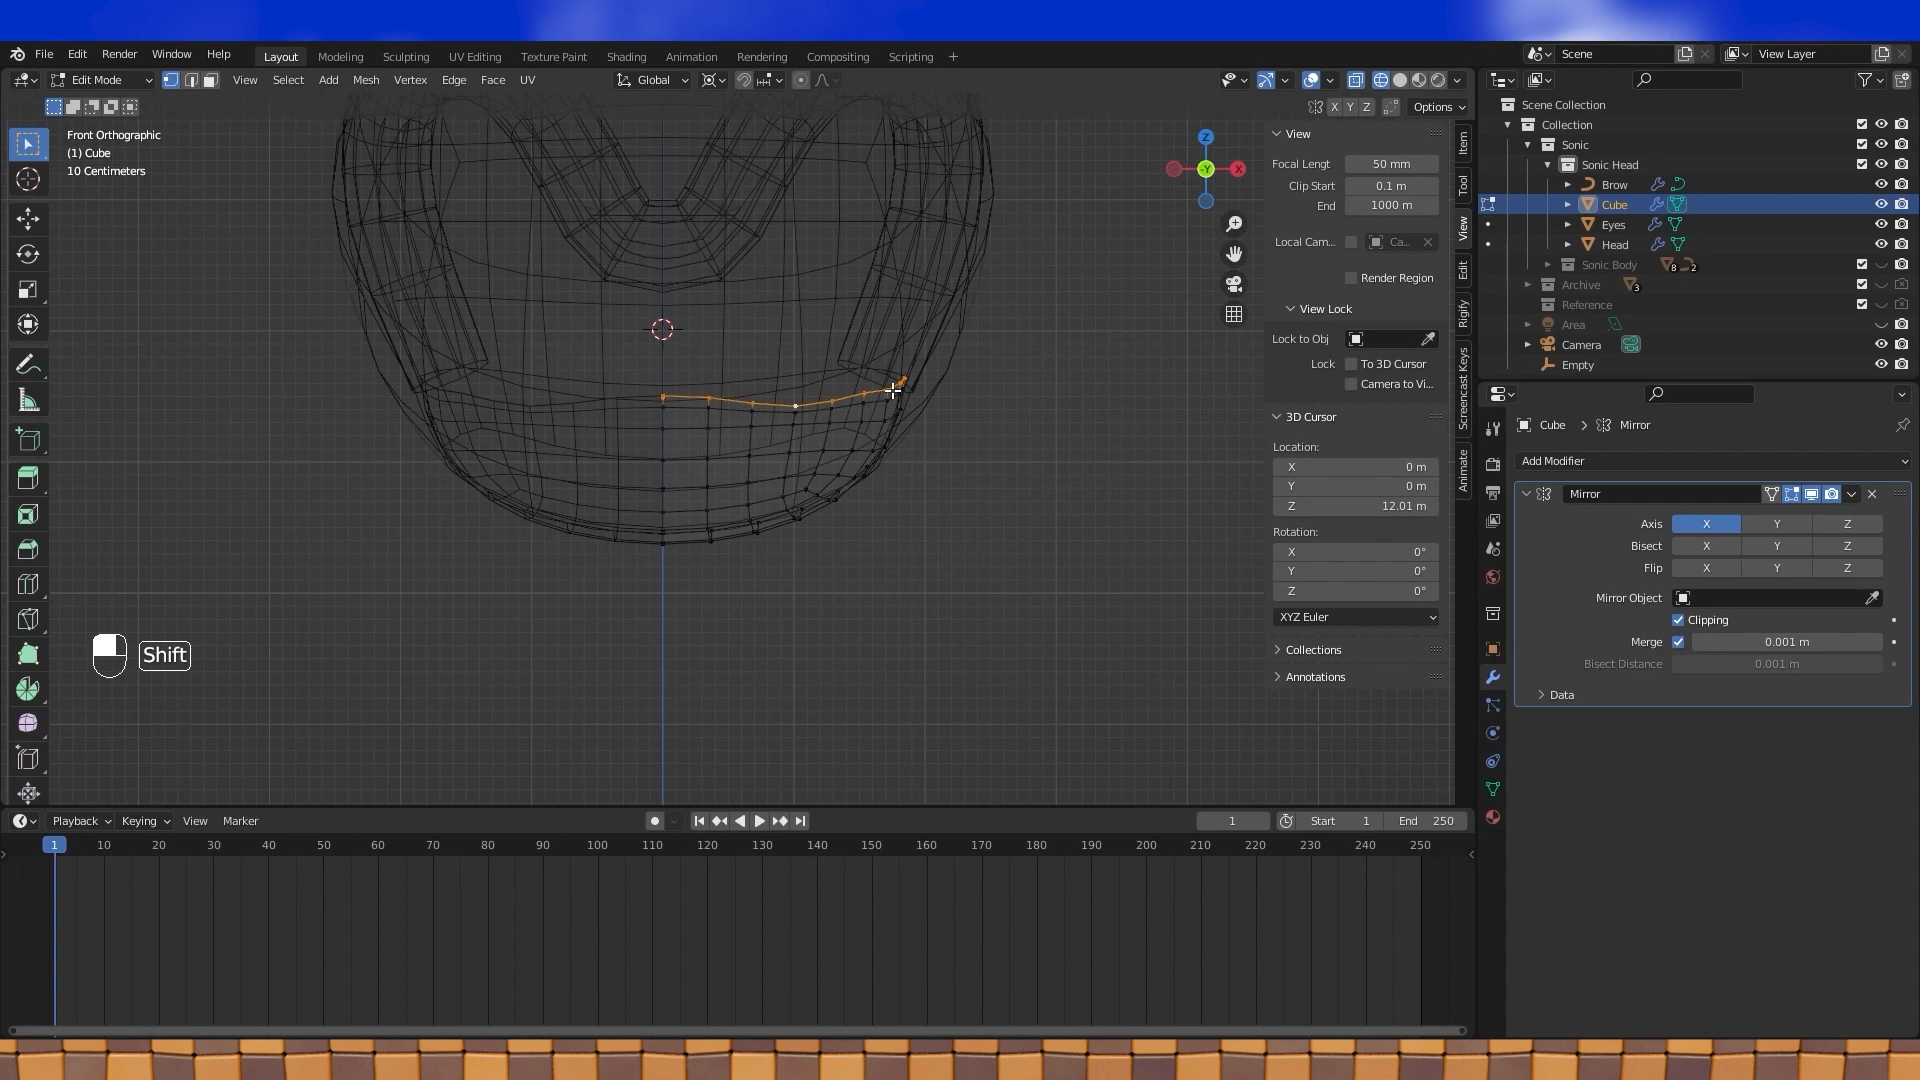 File Edit Render Window Help Layout Modeling Sculpting UV Editing Texture Paint Shading Animation Rendering Compositing Scripting + Scene View Layer
Edit Mode View Select Add Mesh Vertex Edge Face UV Global
X Y Z Options
Front Orthographic
(1) Cube
10 Centimeters
Z
-Y
X
View
Focal Lengt 50 mm
Clip Start 0.1 m
End 1000 m
Local Cam... Ca...
Render Region
View Lock
Lock to Obj
Lock To 3D Cursor
Camera to Vi...
3D Cursor
Location:
X 0 m
Y 0 m
Z 12.01 m
Rotation:
X 0°
Y 0°
Z 0°
XYZ Euler
Collections
Annotations
Item
Tool
View
Edit
Rigify
Screencast Keys
Animate
Shift
Scene Collection
Collection
Sonic
Sonic Head
Brow
Cube
Eyes
Head
Sonic Body 8 2
Archive 3
Reference
Area
Camera
Empty
Cube > Mirror
Add Modifier
Mirror
Axis X Y Z
Bisect X Y Z
Flip X Y Z
Mirror Object
Clipping
Merge 0.001 m
Bisect Distance 0.001 m
Data
Playback Keying View Marker 1 Start 1 End 250
1 10 20 30 40 50 60 70 80 90 100 110 120 130 140 150 160 170 180 190 200 210 220 230 240 250